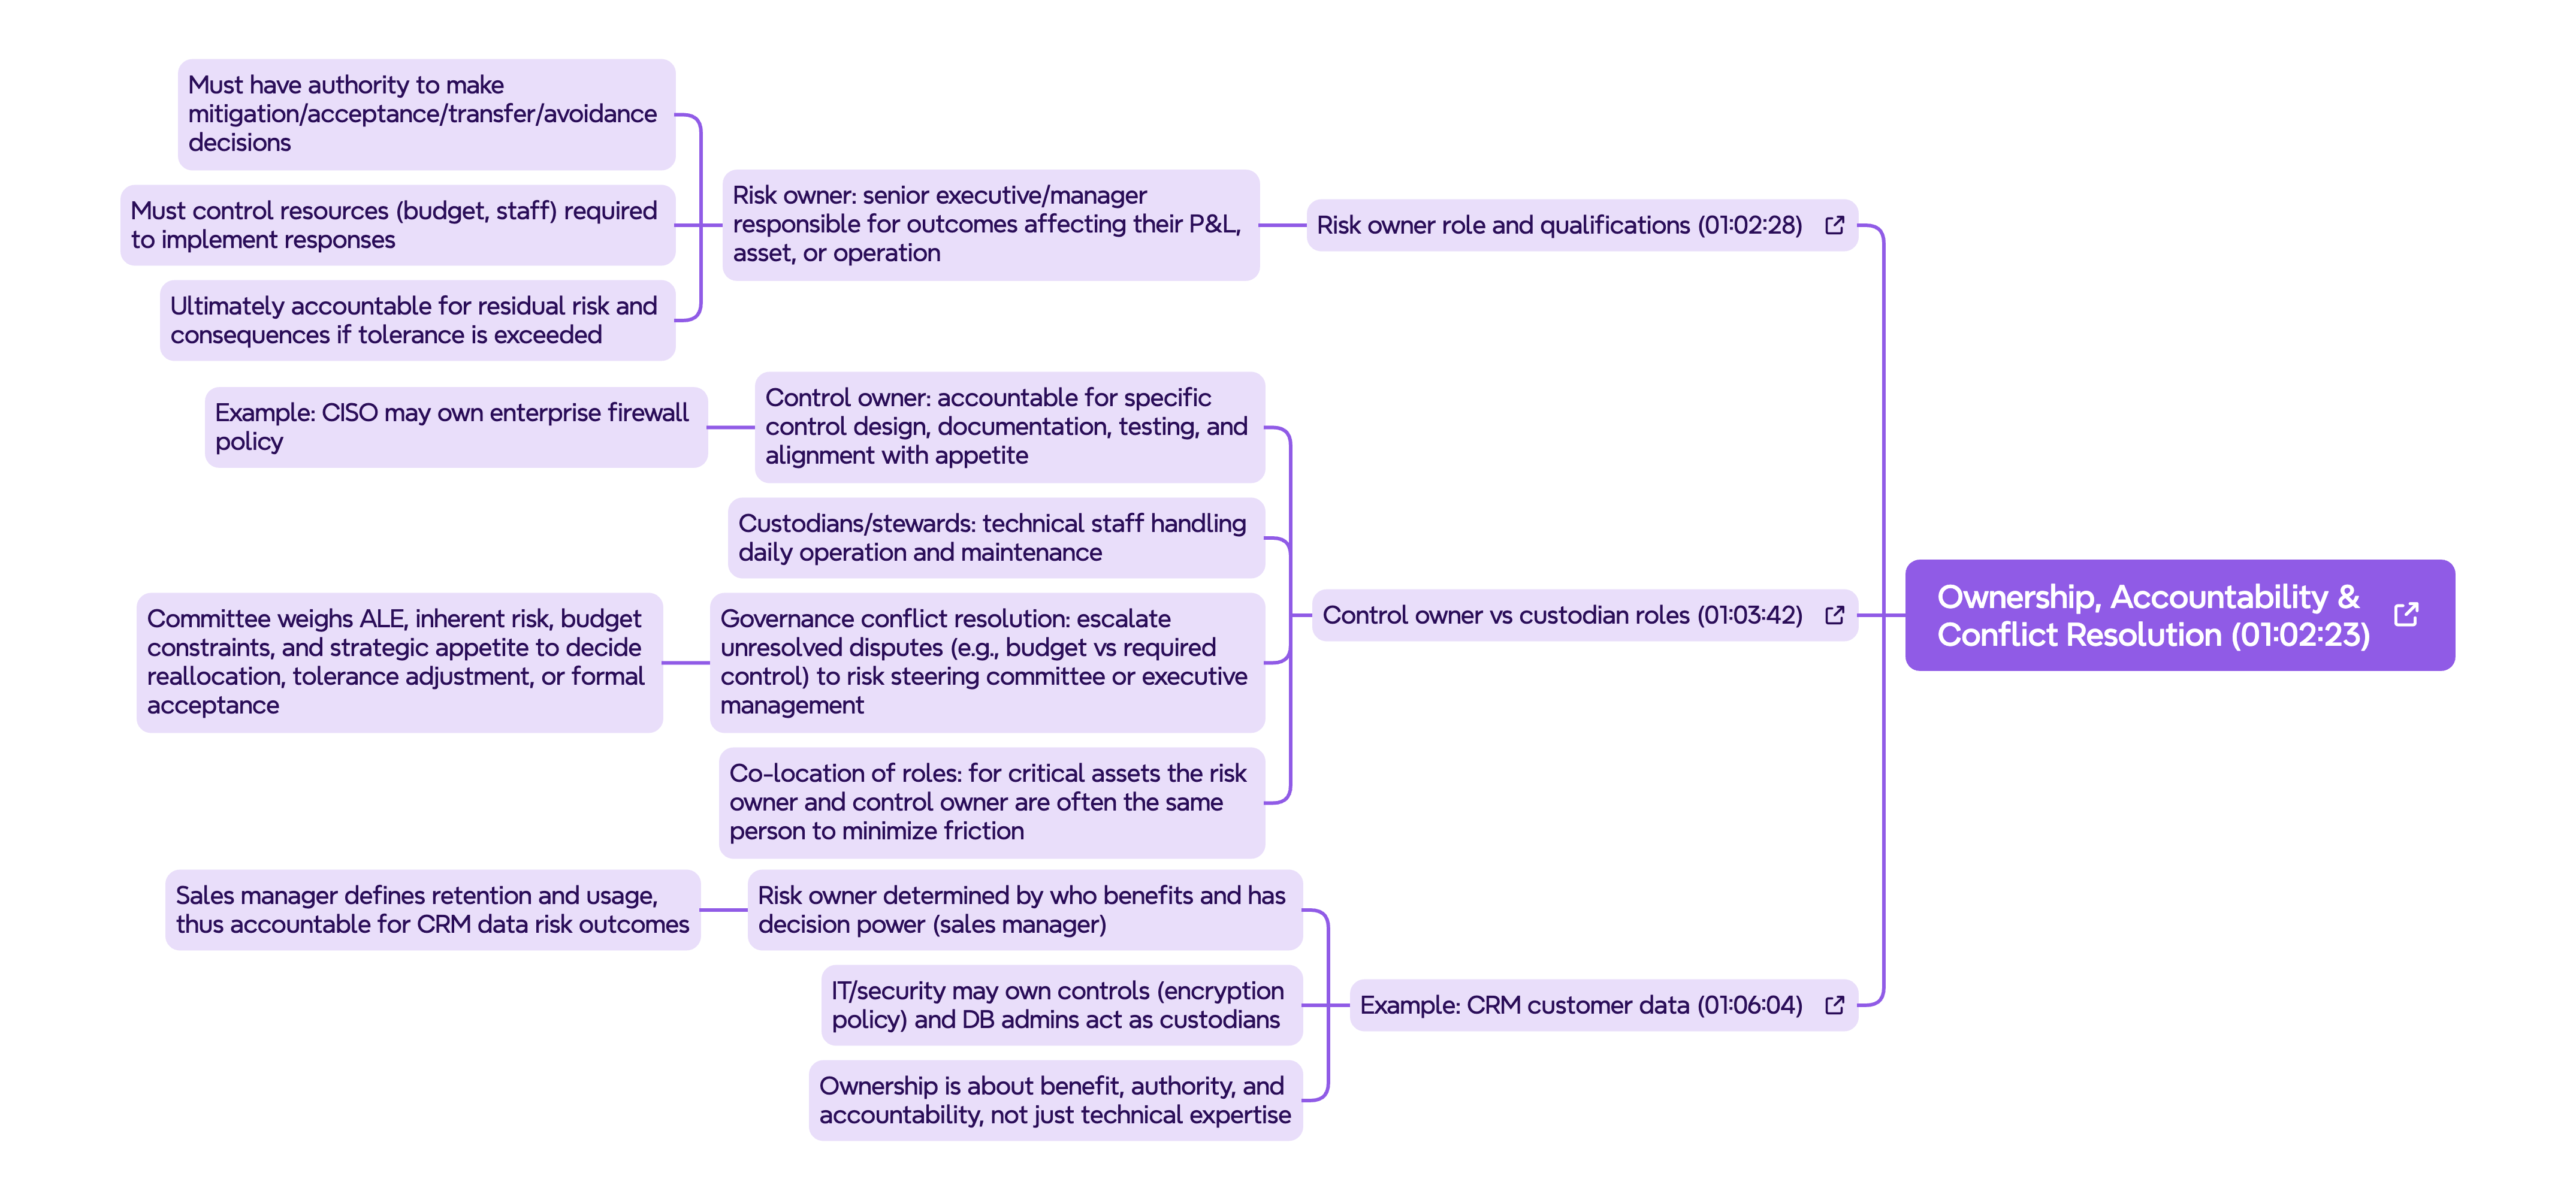 Must have authority to make
mitigation/acceptance/transfer/avoidance
decisions
Must control resources (budget, staff) required
to implement responses
Ultimately accountable for residual risk and
consequences if tolerance is exceeded
Risk owner: senior executive/manager
responsible for outcomes affecting their P&L,
asset, or operation
Risk owner role and qualifications (01:02:28)
Example: CISO may own enterprise firewall
policy
Control owner: accountable for specific
control design, documentation, testing, and
alignment with appetite
Custodians/stewards: technical staff handling
daily operation and maintenance
Committee weighs ALE, inherent risk, budget
constraints, and strategic appetite to decide
reallocation, tolerance adjustment, or formal
acceptance
Governance conflict resolution: escalate
unresolved disputes (e.g., budget vs required
control) to risk steering committee or executive
management
Co-location of roles: for critical assets the risk
owner and control owner are often the same
person to minimize friction
Control owner vs custodian roles (01:03:42)
Ownership, Accountability &
Conflict Resolution (01:02:23)
Sales manager defines retention and usage,
thus accountable for CRM data risk outcomes
Risk owner determined by who benefits and has
decision power (sales manager)
IT/security may own controls (encryption
policy) and DB admins act as custodians
Ownership is about benefit, authority, and
accountability, not just technical expertise
Example: CRM customer data (01:06:04)